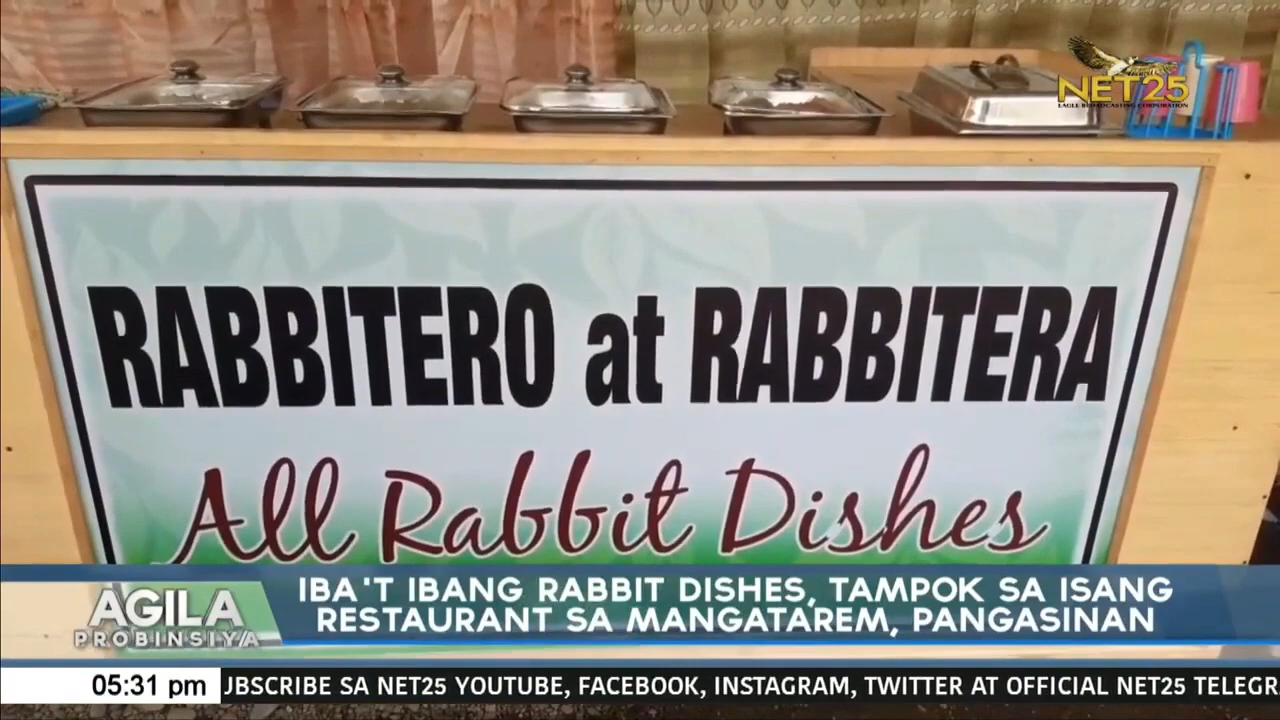 NET25
EAGLE BROADCASTING CORPORATION
RABBITERO at RABBITERA
All Rabbit Dishes
AGILA
PROBINSIYA
IBA'T IBANG RABBIT DISHES, TAMPOK SA ISANG
RESTAURANT SA MANGATAREM, PANGASINAN
05:31 pm
UBSCRIBE SA NET25 YOUTUBE, FACEBOOK, INSTAGRAM, TWITTER AT OFFICIAL NET25 TELEGR